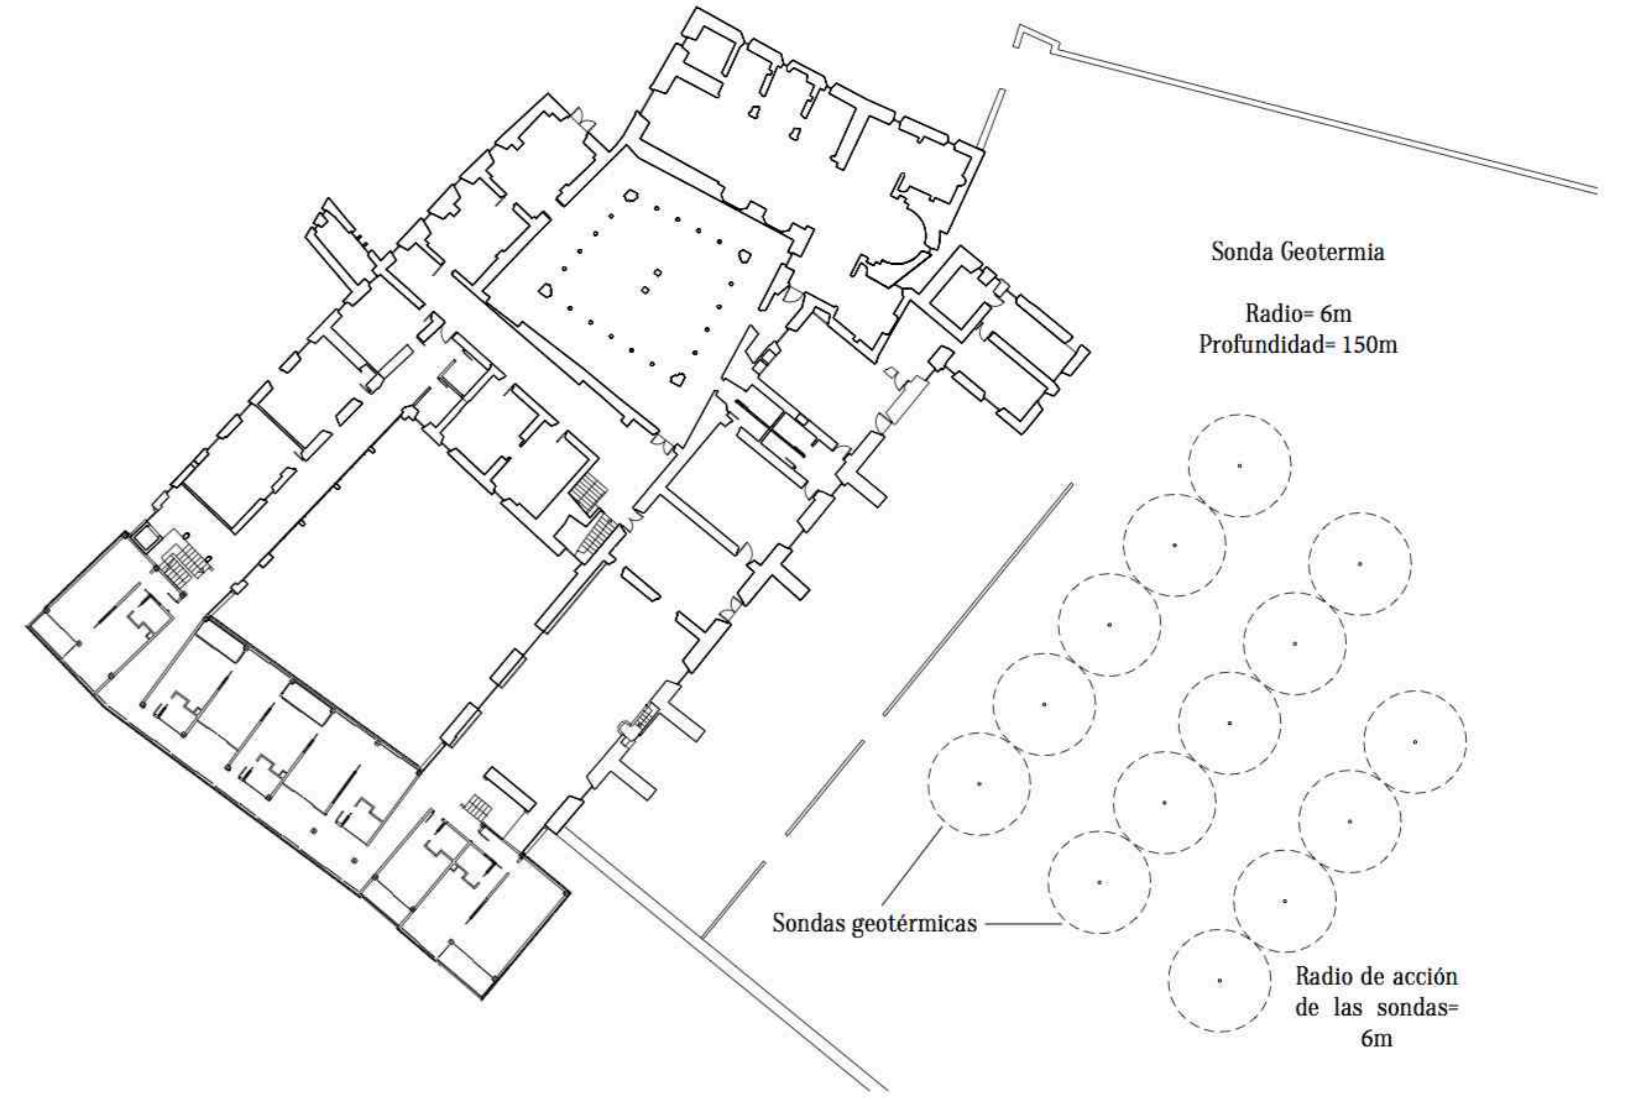 Sonda Geotermia
Radio= 6m
Profundidad= 150m
Sondas geotérmicas
Radio de acción
de las sondas=
6m